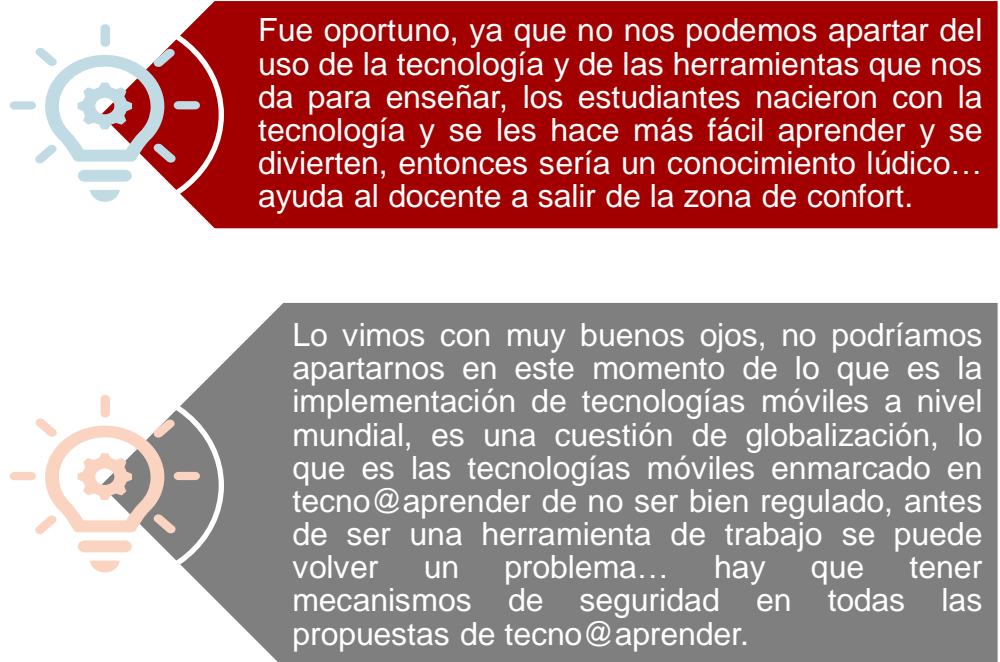 Fue oportuno, ya que no nos podemos apartar del
uso de la tecnología y de las herramientas que nos
da para enseñar, los estudiantes nacieron con la
tecnología y se les hace más fácil aprender y se
divierten, entonces sería un conocimiento lúdico…
ayuda al docente a salir de la zona de confort.
Lo vimos con muy buenos ojos, no podríamos
apartarnos en este momento de lo que es la
implementación de tecnologías móviles a nivel
mundial, es una cuestión de globalización, lo
que es las tecnologías móviles enmarcado en
tecno@aprender de no ser bien regulado, antes
de ser una herramienta de trabajo se puede
volver un problema… hay que tener
mecanismos de seguridad en todas las
propuestas de tecno@aprender.